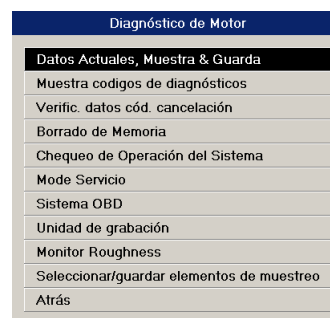 Diagnóstico de Motor
Datos Actuales, Muestra & Guarda
Muestra codigos de diagnósticos
Verific. datos cód. cancelación
Borrado de Memoria
Chequeo de Operación del Sistema
Mode Servicio
Sistema OBD
Unidad de grabación
Monitor Roughness
Seleccionar/guardar elementos de muestreo
Atrás